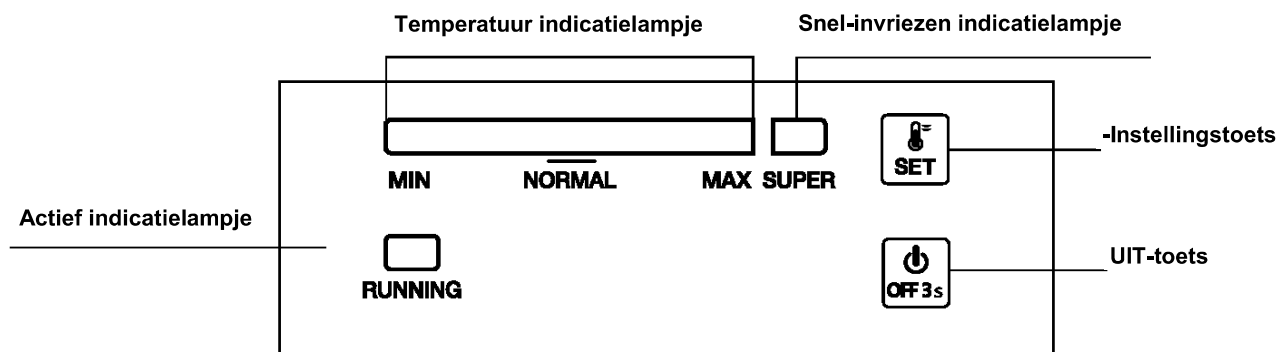 Temperatuur indicatielampje
Snel-invriezen indicatielampje
-Instellingstoets
SET
MIN NORMAL MAX SUPER
Actief indicatielampje
UIT-toets
RUNNING
OFF 3s